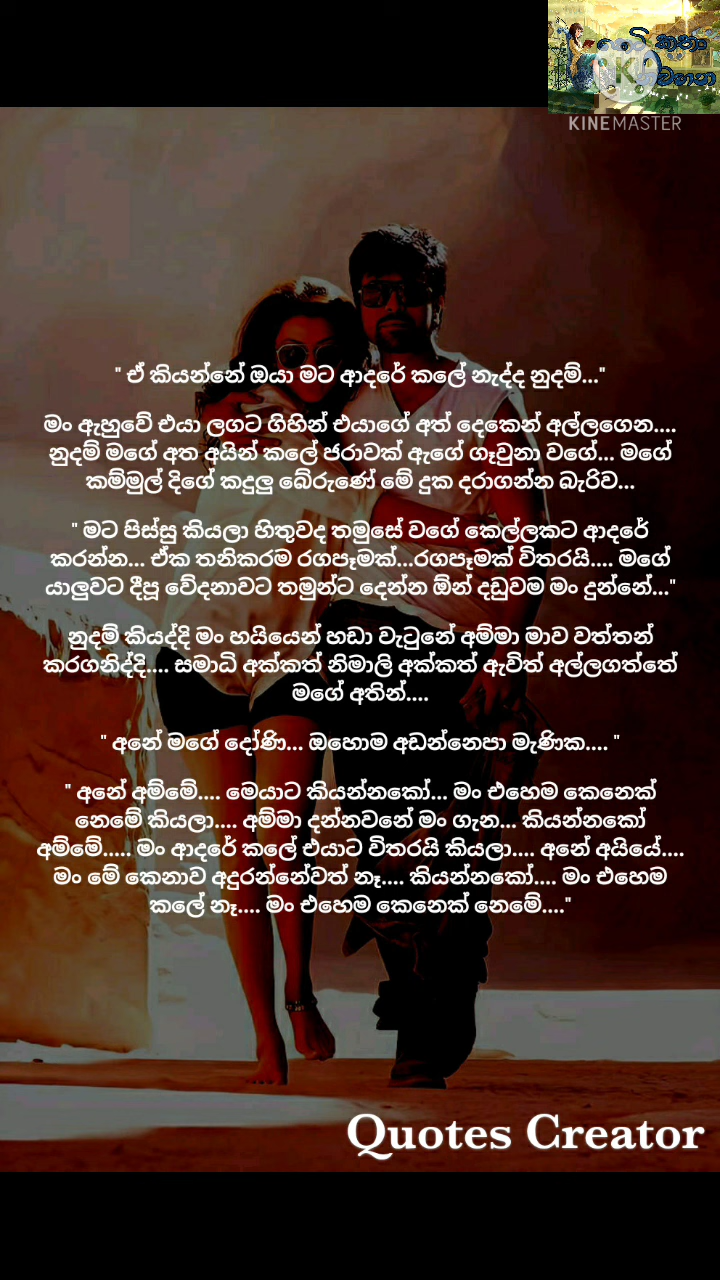 කතා
KINEMASTER
" ඒ කියන්නේ ඔයා මට ආදරේ කලේ නැද්ද නුදම්..."
මං ඇහුවේ එයා ලගට ගිහින් එයාගේ අත් දෙකෙන් අල්ලගෙන....
නුදම් මගේ අත අයින් කලේ ජරාවක් ඇගේ ගෑවුනා වගේ... මගේ
කම්මුල් දිගේ කදුලු බේරුණේ මේ දුක දරාගන්න බැරිව...
" මට පිස්සු කියලා හිතුවද තමුසේ වගේ කෙල්ලකට ආදරේ
කරන්න... ඒක තනිකරම රගපෑමක්...රගපෑමක් විතරයි.... මගේ
යාලුවට දීපු වේදනාවට තමුන්ට දෙන්න ඕන් දඩුවම මං දුන්නේ..."
නුදම් කියද්දි මං හයියෙන් හඩා වැටුනේ අම්මා මාව වත්තන්
කරගනිද්දි.... සමාධි අක්කත් නිමාලි අක්කත් ඇවිත් අල්ලගත්තේ
මගේ අතින්....
" අනේ මගේ දෝණි... ඔහොම අඩන්නෙපා මැණික.... "
" අනේ අම්මේ.... මෙයාට කියන්නකෝ... මං එහෙම කෙනෙක්
නෙමේ කියලා.... අම්මා දන්නවනේ මං ගැන... කියන්නකෝ
අම්මේ..... මං ආදරේ කලේ එයාට විතරයි කියලා.... අනේ අයියේ....
මං මේ කෙනාව අදුරන්නේවත් නෑ.... කියන්නකෝ.... මං එහෙම
කලේ නෑ.... මං එහෙම කෙනෙක් නෙමේ...."
Quotes Creator